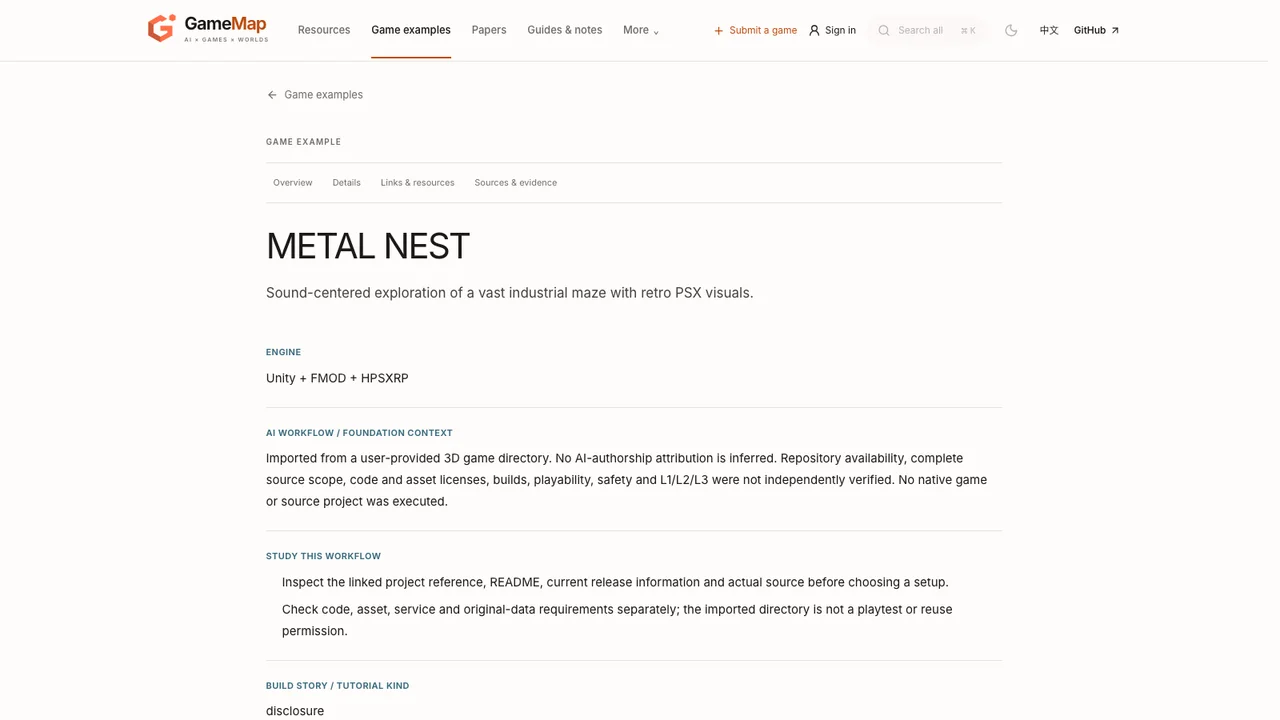 GameMap
AI × GAMES × WORLDS
Resources
Game examples
Papers
Guides & notes
More
+ Submit a game
Sign in
Search all
⌘ K
中文
GitHub ↗
← Game examples
GAME EXAMPLE
Overview
Details
Links & resources
Sources & evidence
METAL NEST
Sound-centered exploration of a vast industrial maze with retro PSX visuals.
ENGINE
Unity + FMOD + HPSXRP
AI WORKFLOW / FOUNDATION CONTEXT
Imported from a user-provided 3D game directory. No AI-authorship attribution is inferred. Repository availability, complete
source scope, code and asset licenses, builds, playability, safety and L1/L2/L3 were not independently verified. No native game
or source project was executed.
STUDY THIS WORKFLOW
Inspect the linked project reference, README, current release information and actual source before choosing a setup.
Check code, asset, service and original-data requirements separately; the imported directory is not a playtest or reuse
permission.
BUILD STORY / TUTORIAL KIND
disclosure